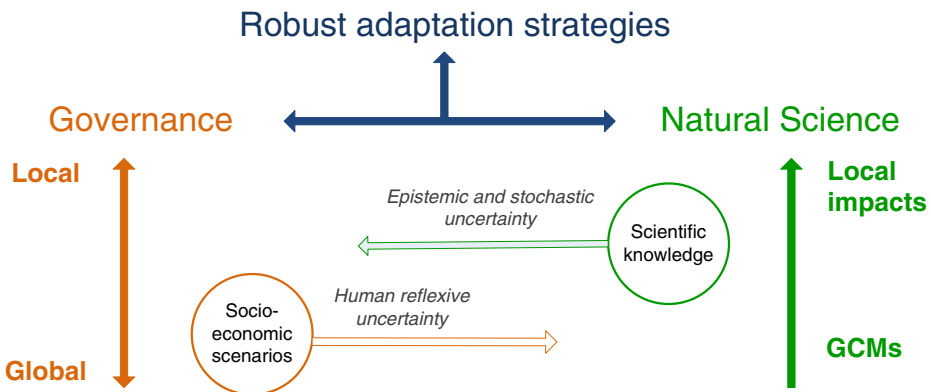 Robust adaptation strategies
Governance
Natural Science
Local
Local
impacts
Epistemic and stochastic
uncertainty
Scientific
knowledge
Socio-
economic
scenarios
Human reflexive
uncertainty
Global
GCMs